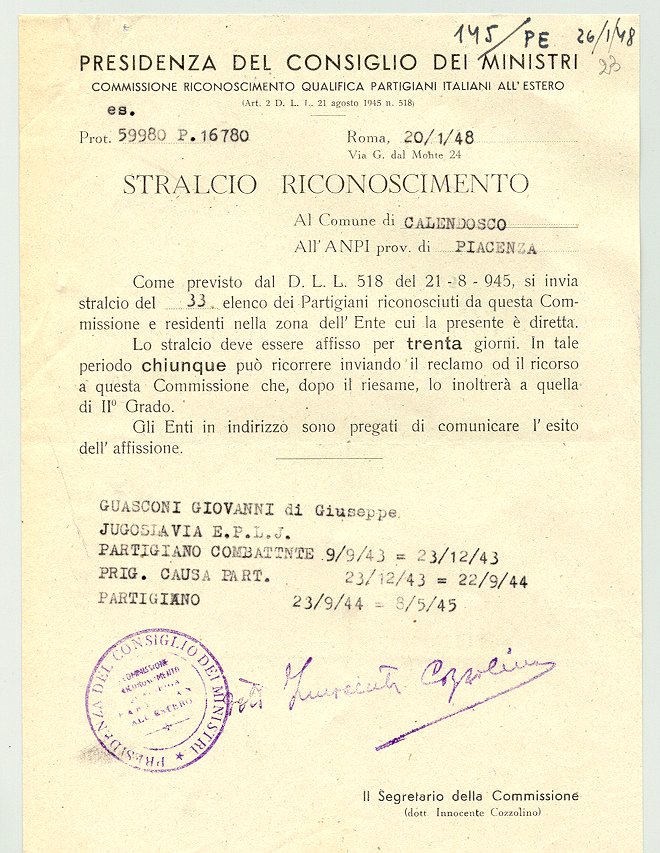 145/PE 26/1/48
23
PRESIDENZA DEL CONSIGLIO DEI MINISTRI
COMMISSIONE RICONOSCIMENTO QUALIFICA PARTIGIANI ITALIANI ALL'ESTERO
(Art. 2 D. L. L. 21 agosto 1945 n. 518)
es.
Prot. 59980 P.16780 Roma, 20/1/48
Via G. dal Monte 24
STRALCIO RICONOSCIMENTO
Al Comune di CALENDOSCO
All'ANPI prov. di PIACENZA
Come previsto dal D. L. L. 518 del 21-8-945, si invia
stralcio del 33 elenco dei Partigiani riconosciuti da questa Com-
missione e residenti nella zona dell'Ente cui la presente è diretta.
Lo stralcio deve essere affisso per trenta giorni. In tale
periodo chiunque può ricorrere inviando il reclamo od il ricorso
a questa Commissione che, dopo il riesame, lo inoltrerà a quella
di IIº Grado.
Gli Enti in indirizzo sono pregati di comunicare l'esito
dell'affissione.
GUASCONI GIOVANNI di Giuseppe
JUGOSLAVIA E.P.L.J.
PARTIGIANO COMBATTNTE 9/9/43 = 23/12/43
PRIG. CAUSA PART. 23/12/43 = 22/9/44
PARTIGIANO 23/9/44 = 8/5/45
PRESIDENZA DEL CONSIGLIO DEI MINISTRI
COMMISSIONE
RICONOSCIMENTO
ALL'ESTERO
dott Innocente Cozzolino
Il Segretario della Commissione
(dott. Innocente Cozzolino)